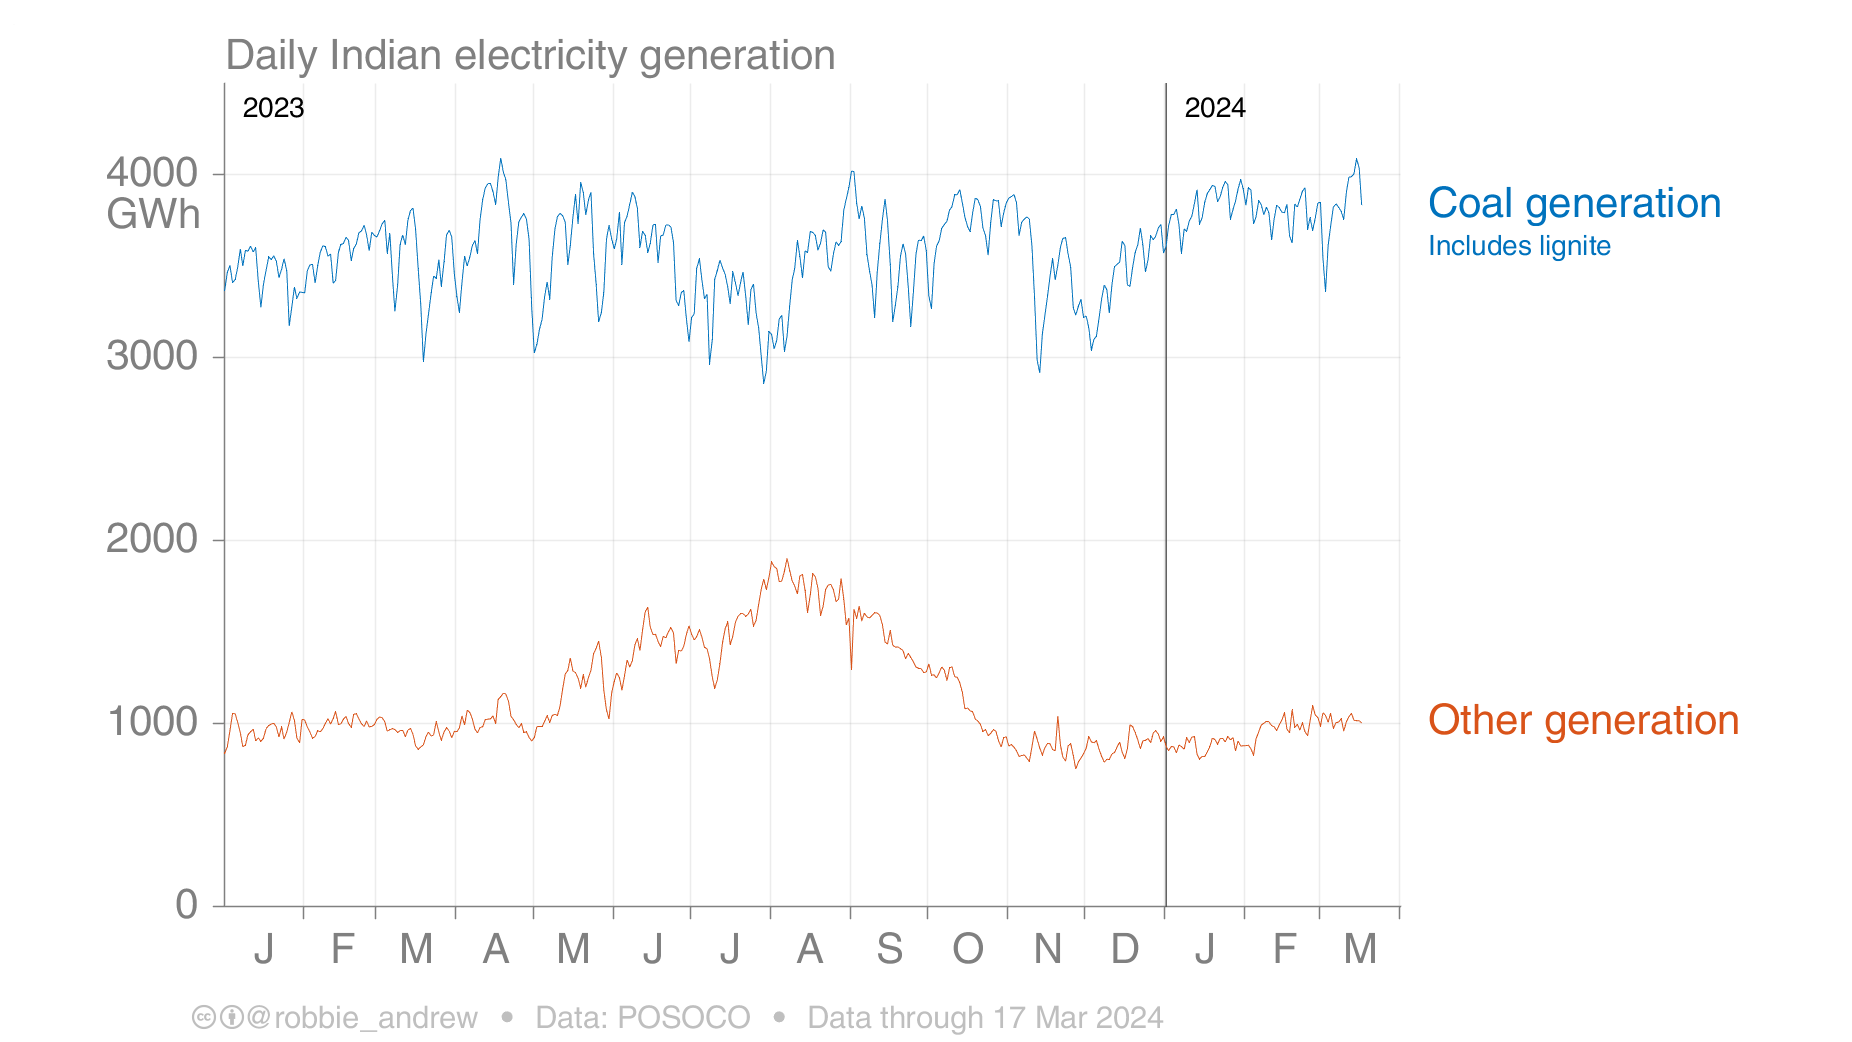 Daily Indian electricity generation
2023
2024
4000
GWh
3000
2000
1000
0
Coal generation
Includes lignite
Other generation
J F M A M J J A S O N D J F M
cc @robbie_andrew • Data: POSOCO • Data through 17 Mar 2024